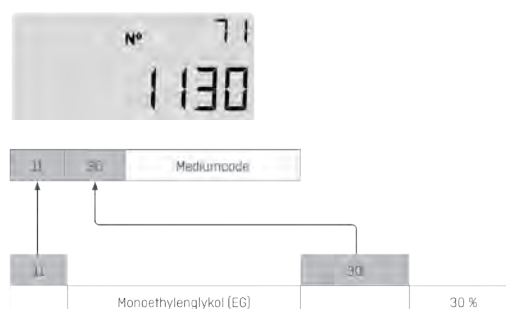 Nº 71
1130
11 30 Mediumcode
11 30
Monoethylenglykol (EG) 30 %